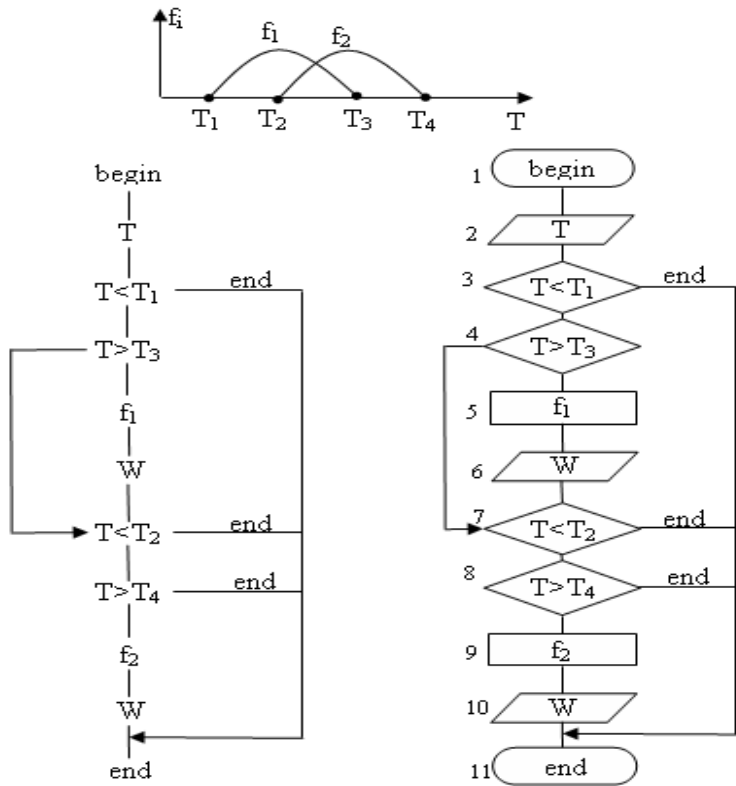 fᵢ
f₁
f₂
T₁ T₂ T₃ T₄ T
begin
T
T<T₁ end
T>T₃
f₁
W
T<T₂ end
T>T₄ end
f₂
W
end
1 begin
2 T
3 T<T₁ end
4 T>T₃
5 f₁
6 W
7 T<T₂ end
8 T>T₄ end
9 f₂
10 W
11 end